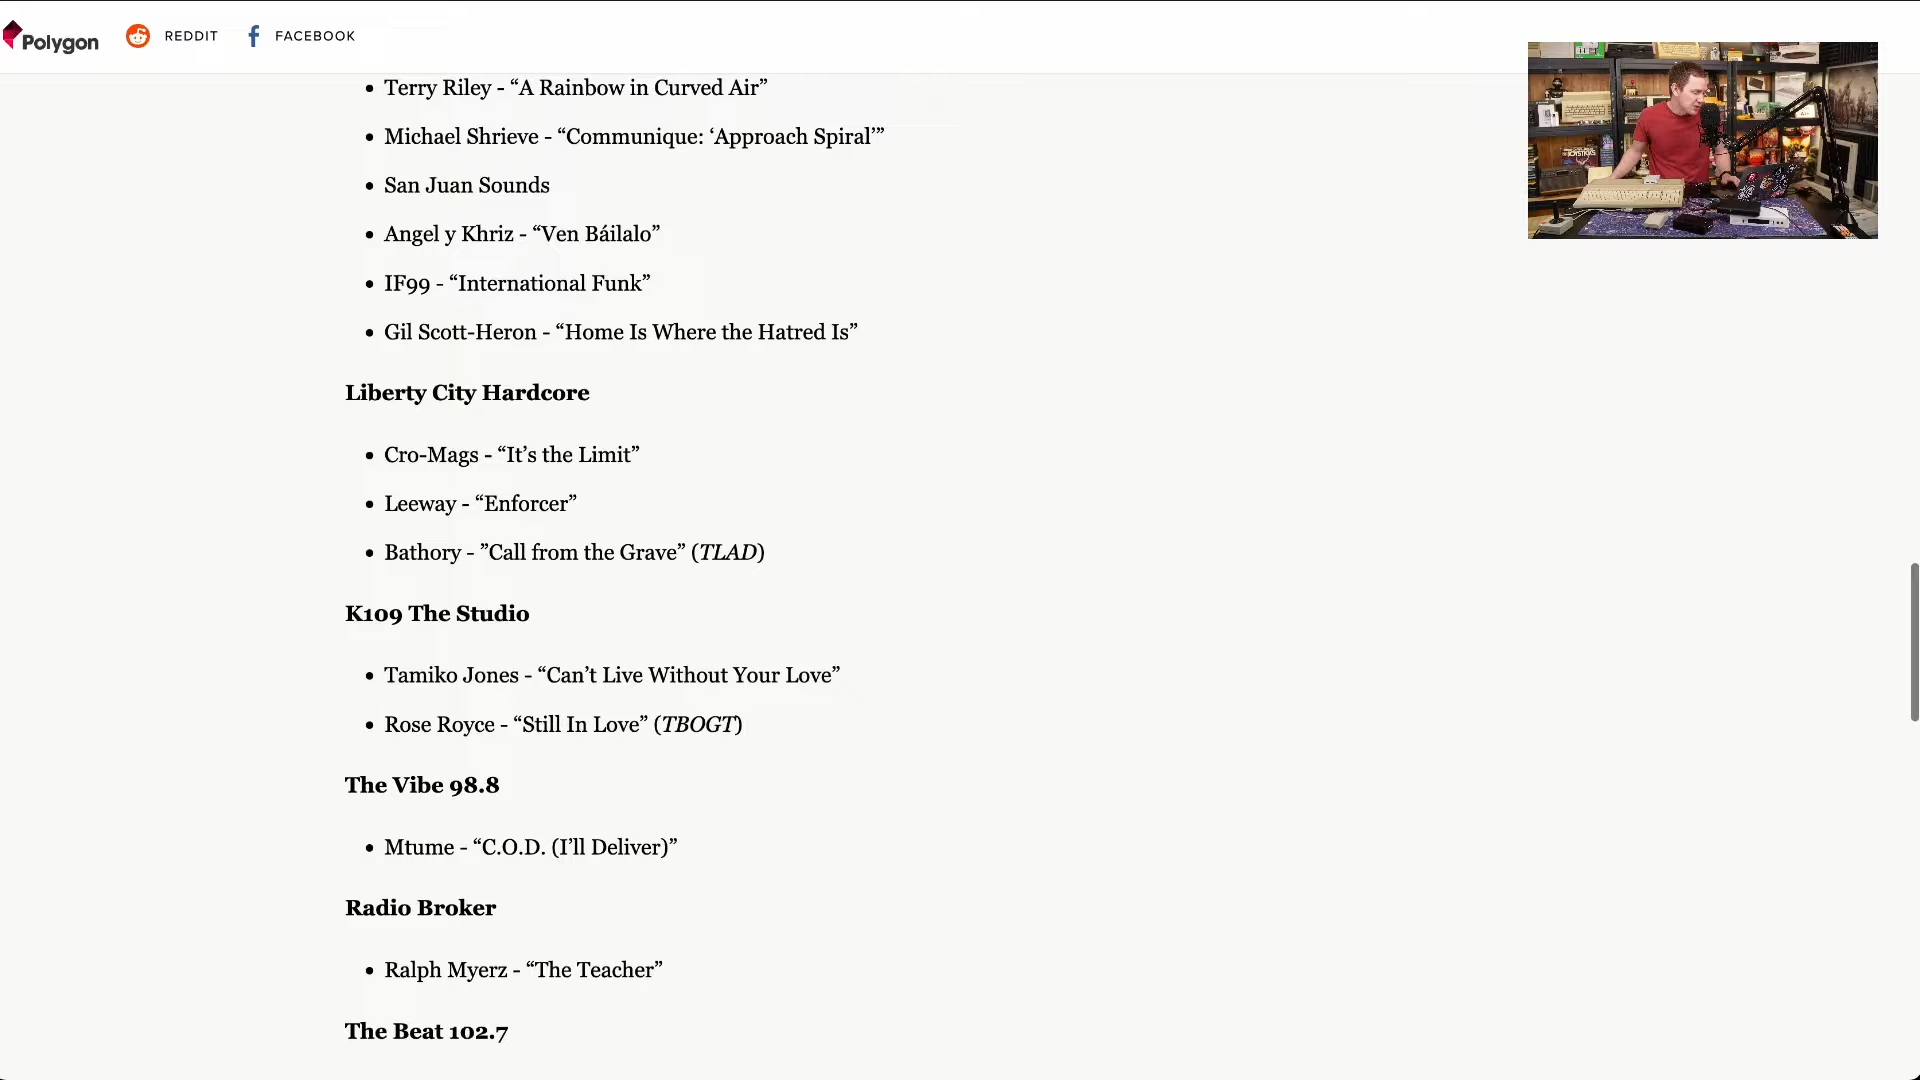 Polygon
REDDIT
FACEBOOK
Terry Riley - “A Rainbow in Curved Air”
Michael Shrieve - “Communique: ‘Approach Spiral’”
San Juan Sounds
Angel y Khriz - “Ven Báilalo”
IF99 - “International Funk”
Gil Scott-Heron - “Home Is Where the Hatred Is”
Liberty City Hardcore
Cro-Mags - “It’s the Limit”
Leeway - “Enforcer”
Bathory - ”Call from the Grave” (TLAD)
K109 The Studio
Tamiko Jones - “Can’t Live Without Your Love”
Rose Royce - “Still In Love” (TBOGT)
The Vibe 98.8
Mtume - “C.O.D. (I’ll Deliver)”
Radio Broker
Ralph Myerz - “The Teacher”
The Beat 102.7